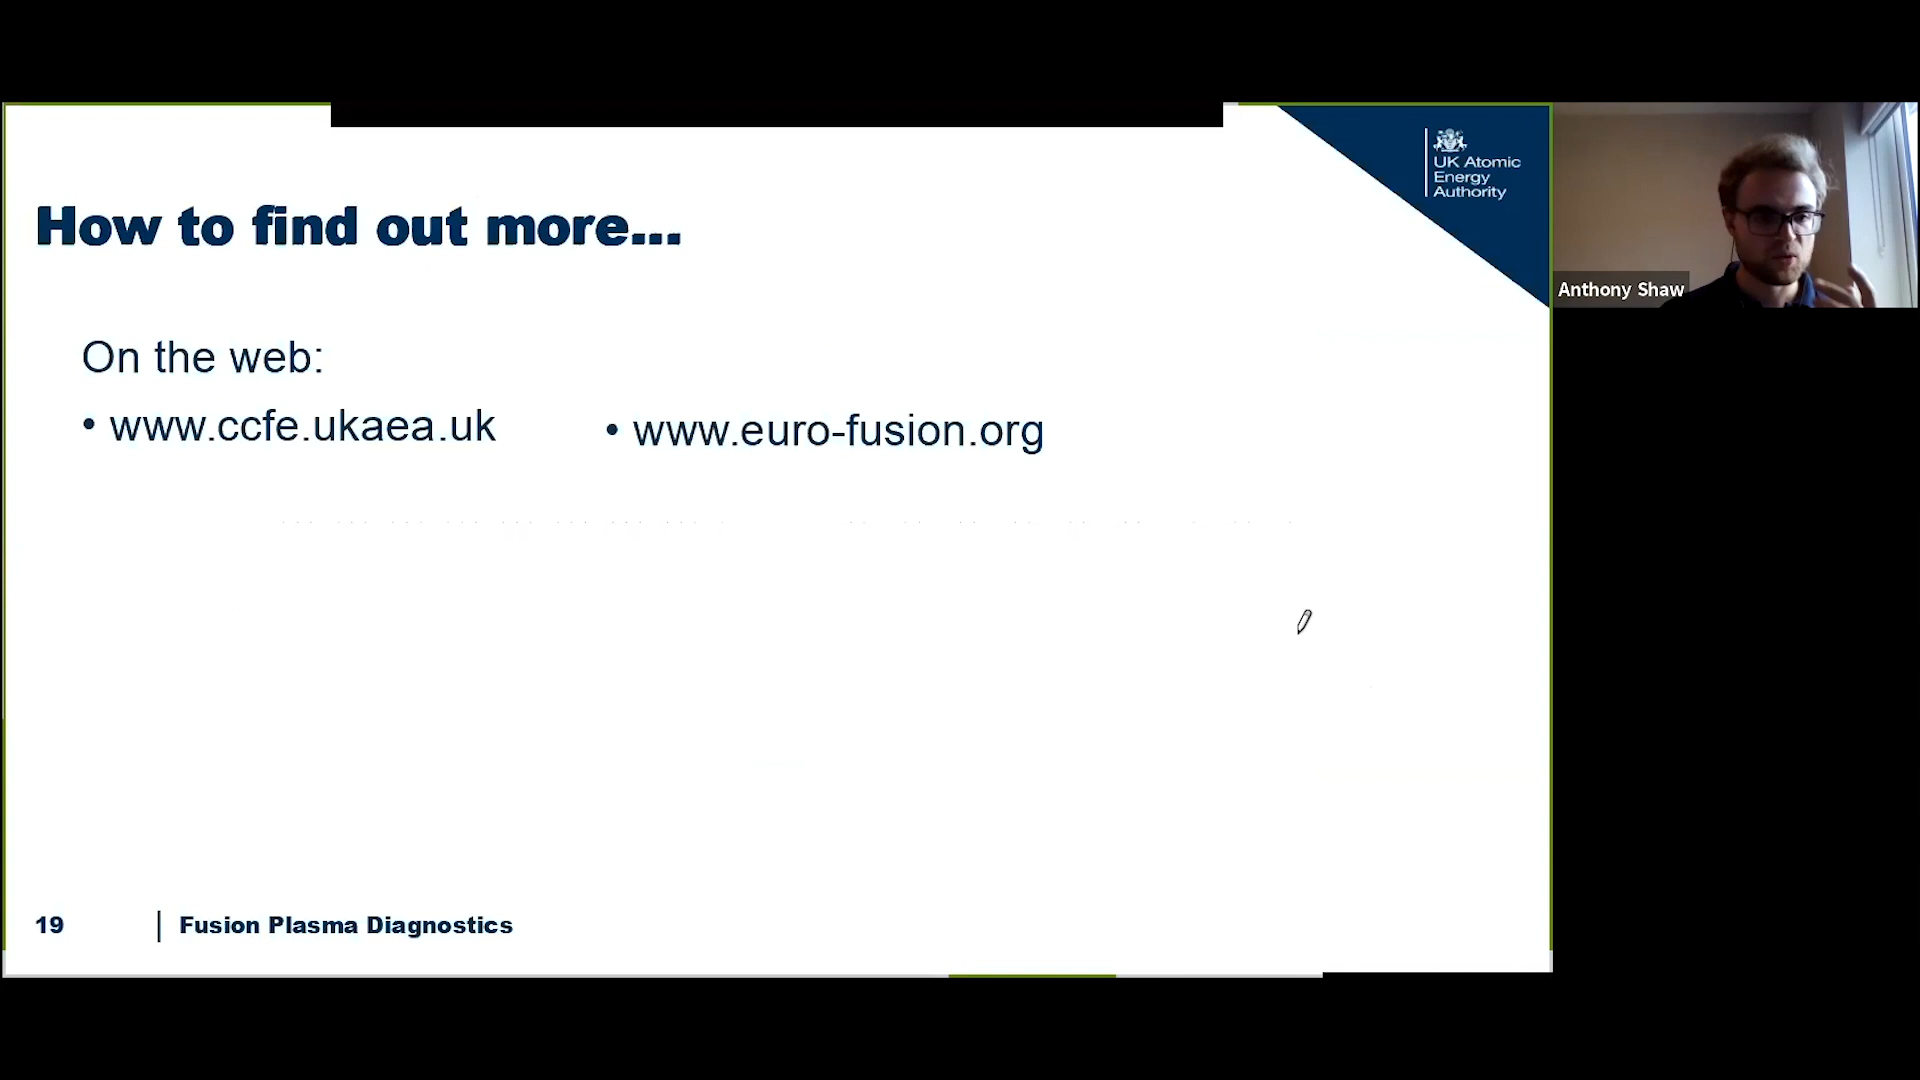 UK Atomic
Energy
Authority
How to find out more...
Anthony Shaw
On the web:
• www.ccfe.ukaea.uk
• www.euro-fusion.org
19
Fusion Plasma Diagnostics